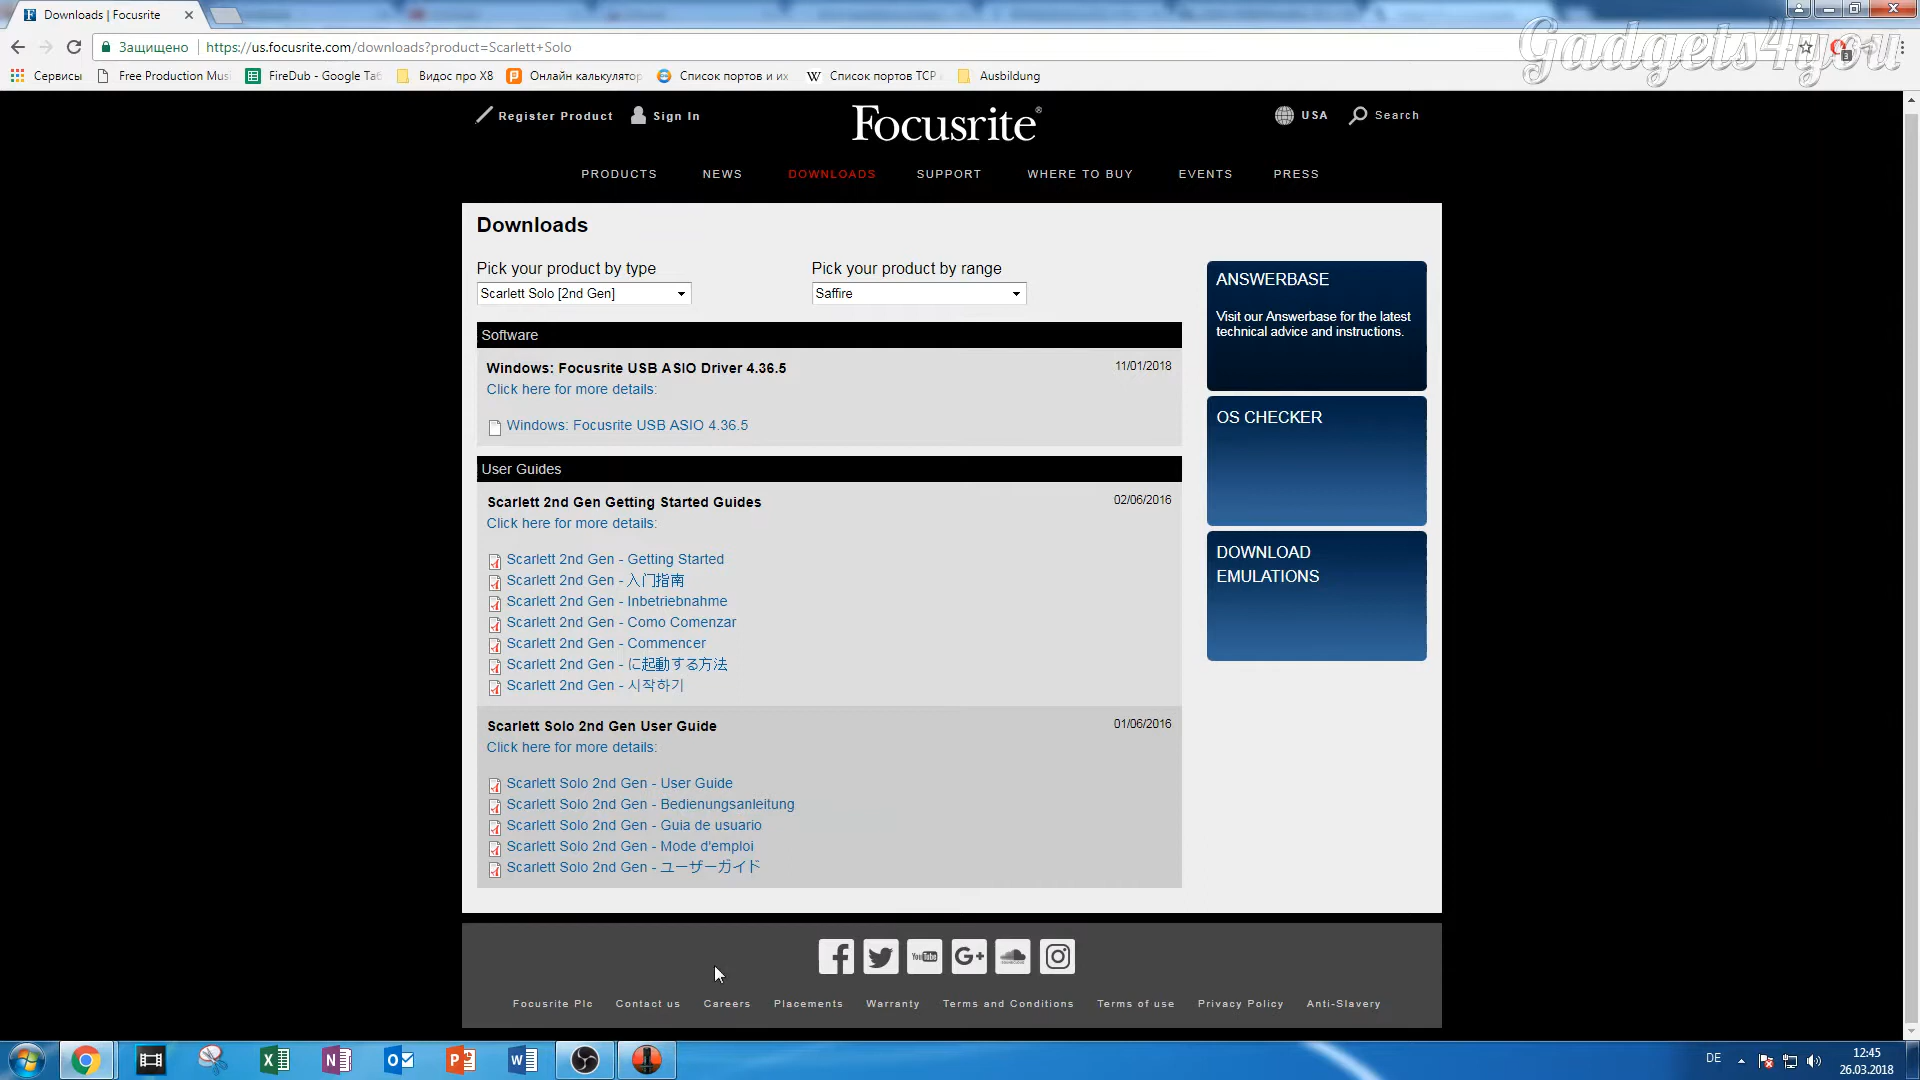 Downloads | Focusrite
Защищено
https://us.focusrite.com/downloads?product=Scarlett+Solo
Gadgets4you
Сервисы
Free Production Mus
FireDub - Google Tab
Видос про X8
Онлайн калькулятор
Список портов и их
Список портов TCP
Ausbildung
Register Product
Sign In
Focusrite®
USA
Search
PRODUCTS
NEWS
DOWNLOADS
SUPPORT
WHERE TO BUY
EVENTS
PRESS
Downloads
Pick your product by type
Pick your product by range
Scarlett Solo [2nd Gen]
Saffire
Software
Windows: Focusrite USB ASIO Driver 4.36.5
11/01/2018
Click here for more details:
Windows: Focusrite USB ASIO 4.36.5
User Guides
Scarlett 2nd Gen Getting Started Guides
02/06/2016
Click here for more details:
Scarlett 2nd Gen - Getting Started
Scarlett 2nd Gen - 入门指南
Scarlett 2nd Gen - Inbetriebnahme
Scarlett 2nd Gen - Como Comenzar
Scarlett 2nd Gen - Commencer
Scarlett 2nd Gen - に起動する方法
Scarlett 2nd Gen - 시작하기
Scarlett Solo 2nd Gen User Guide
01/06/2016
Click here for more details:
Scarlett Solo 2nd Gen - User Guide
Scarlett Solo 2nd Gen - Bedienungsanleitung
Scarlett Solo 2nd Gen - Guia de usuario
Scarlett Solo 2nd Gen - Mode d'emploi
Scarlett Solo 2nd Gen - ユーザーガイド
ANSWERBASE
Visit our Answerbase for the latest
technical advice and instructions.
OS CHECKER
DOWNLOAD
EMULATIONS
You Tube
G+
Focusrite Plc
Contact us
Careers
Placements
Warranty
Terms and Conditions
Terms of use
Privacy Policy
Anti-Slavery
DE
12:45
26.03.2018